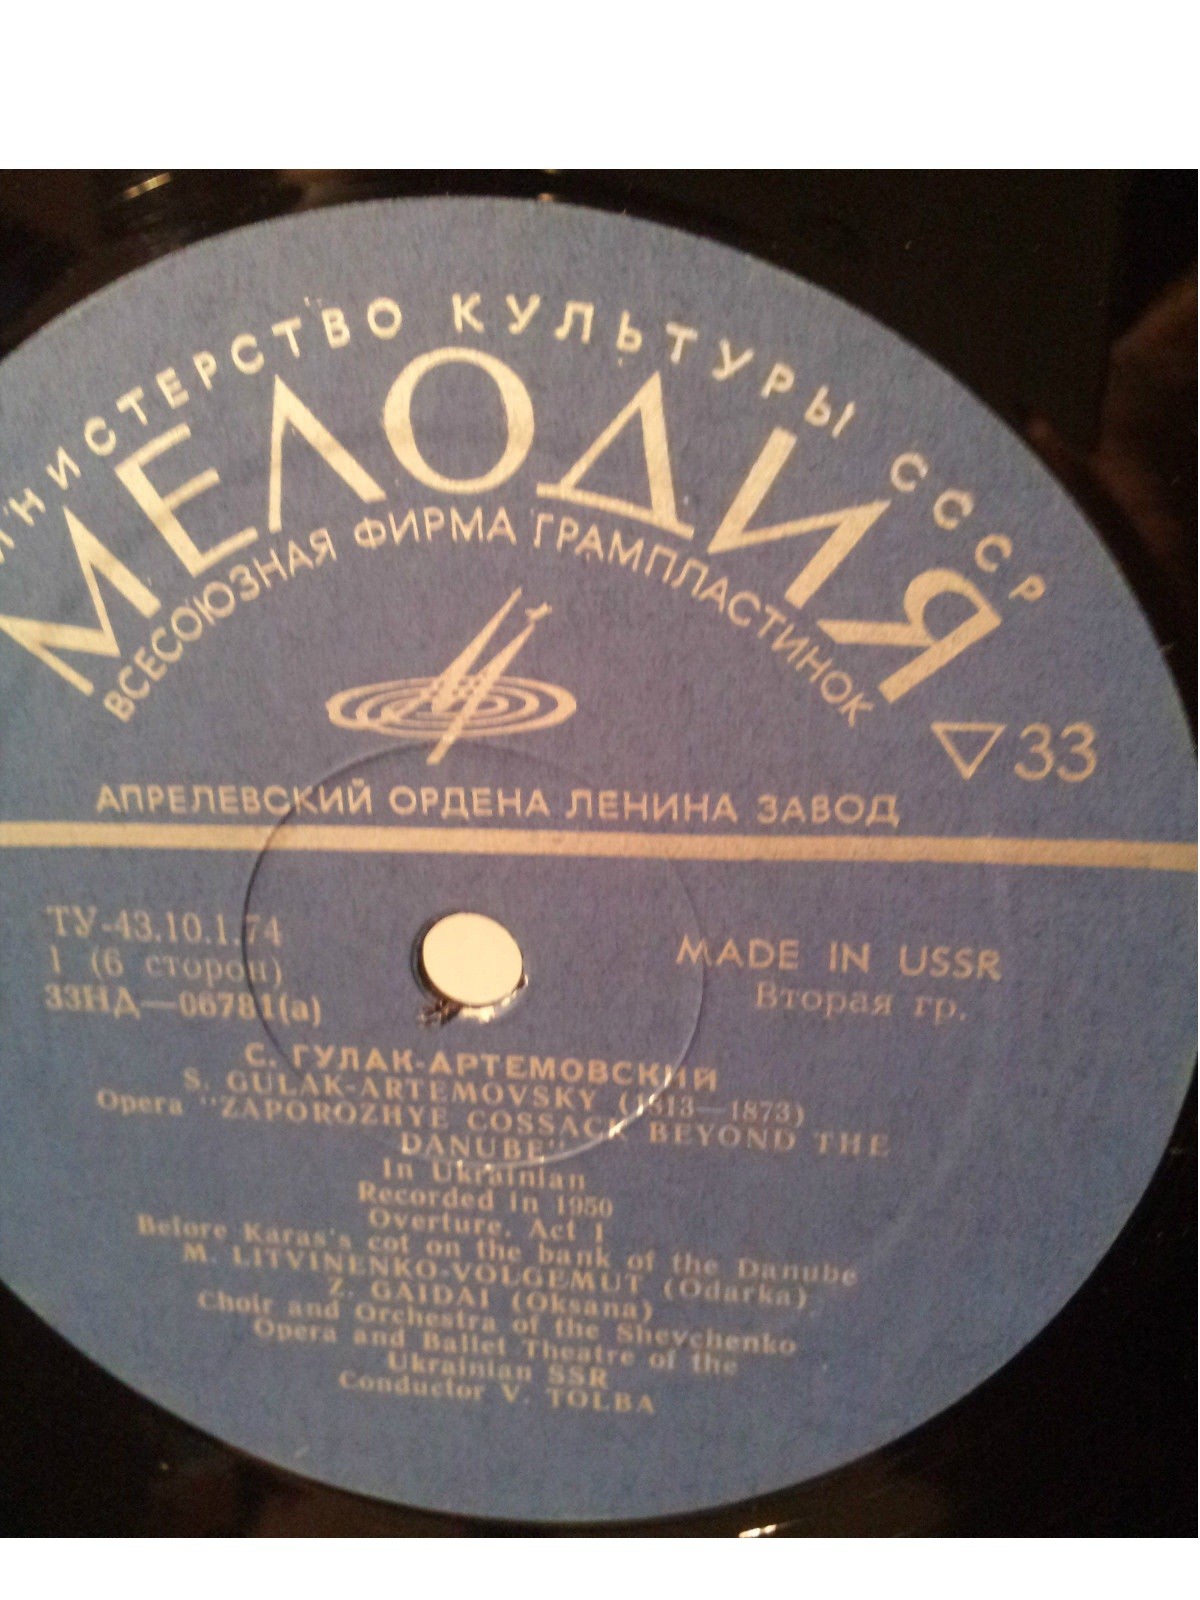 МИНИСТЕРСТВО КУЛЬТУРЫ СССР
МЕЛОДИЯ
ВСЕСОЮЗНАЯ ФИРМА ГРАМПЛАСТИНОК
33
АПРЕЛЕВСКИЙ ОРДЕНА ЛЕНИНА ЗАВОД
ТУ-43.10.1.74
1 (6 сторон)
33НД—06781(а)
MADE IN USSR
Вторая гр.
С. ГУЛАК-АРТЕМОВСКИЙ
S. GULAK-ARTEMOVSKY (1813—1873)
Opera "ZAPOROZHYE COSSACK BEYOND THE
DANUBE"
In Ukrainian
Recorded in 1950
Overture. Act 1
Before Karas's cot on the bank of the Danube
M. LITVINENKO-VOLGEMUT (Odarka)
Z. GAIDAI (Oksana)
Choir and Orchestra of the Shevchenko
Opera and Ballet Theatre of the
Ukrainian SSR
Conductor V. TOLBA